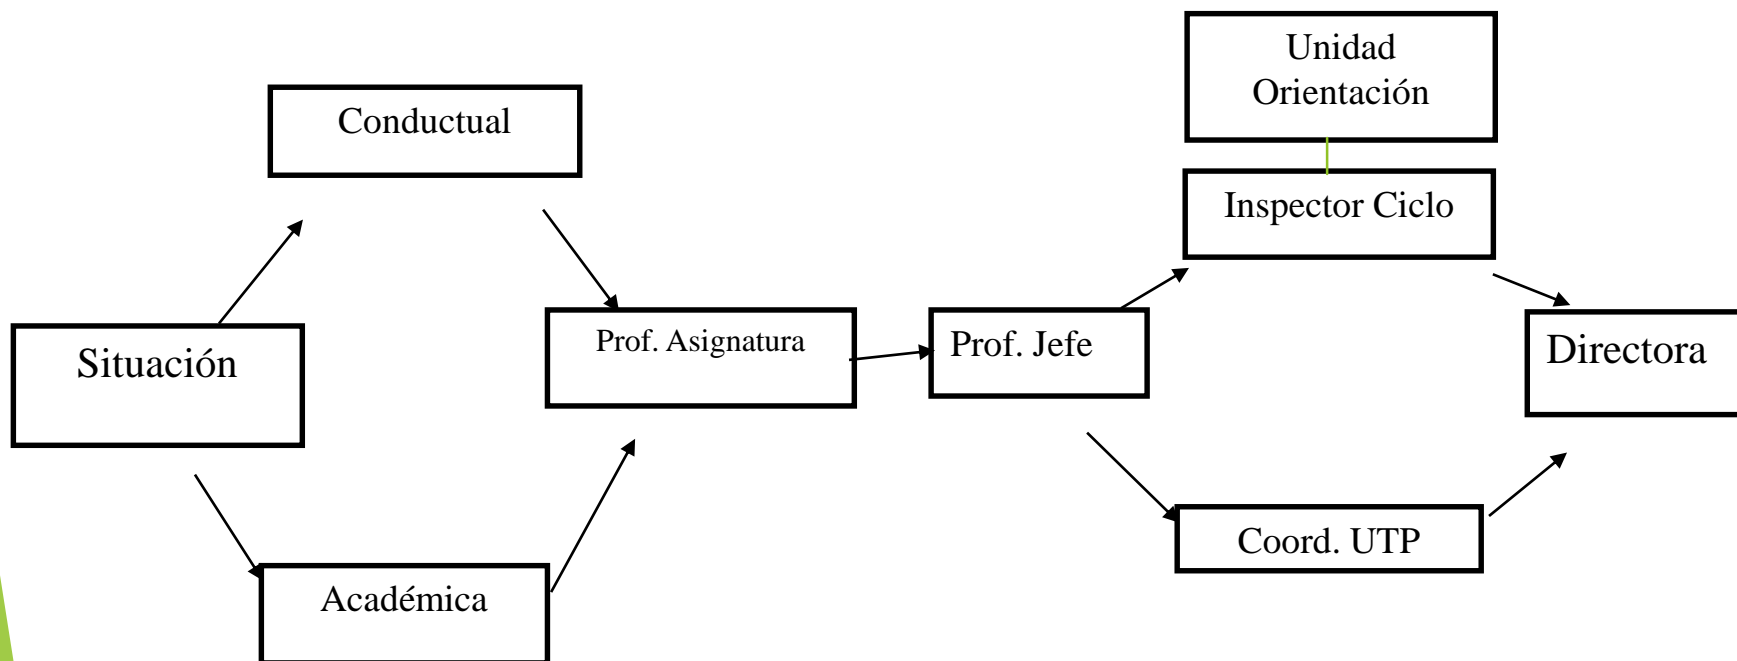 Unidad
Orientación
Conductual
Inspector Ciclo
Situación
Prof. Asignatura
Prof. Jefe
Directora
Coord. UTP
Académica